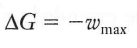 ΔG = −w_max